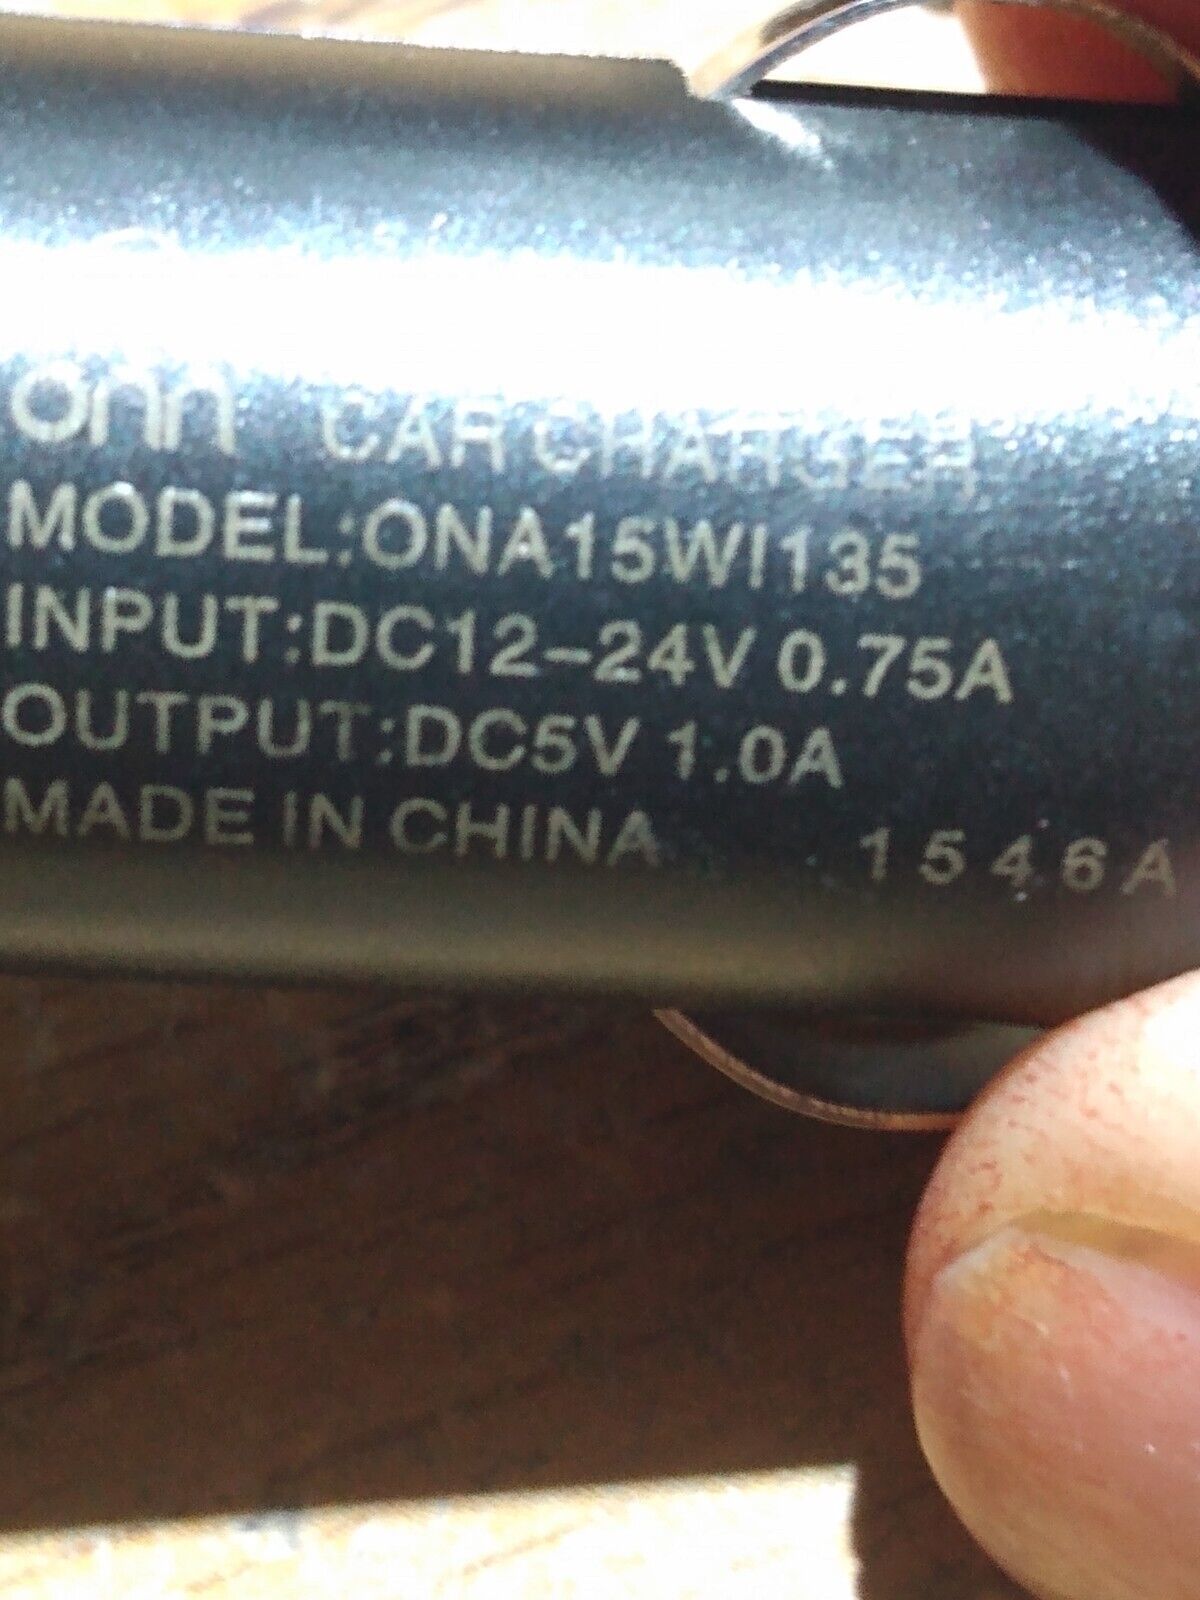 onn CAR CHARGER
MODEL:ONA15WI135
INPUT:DC12-24V 0.75A
OUTPUT:DC5V 1.0A
MADE IN CHINA 1546A